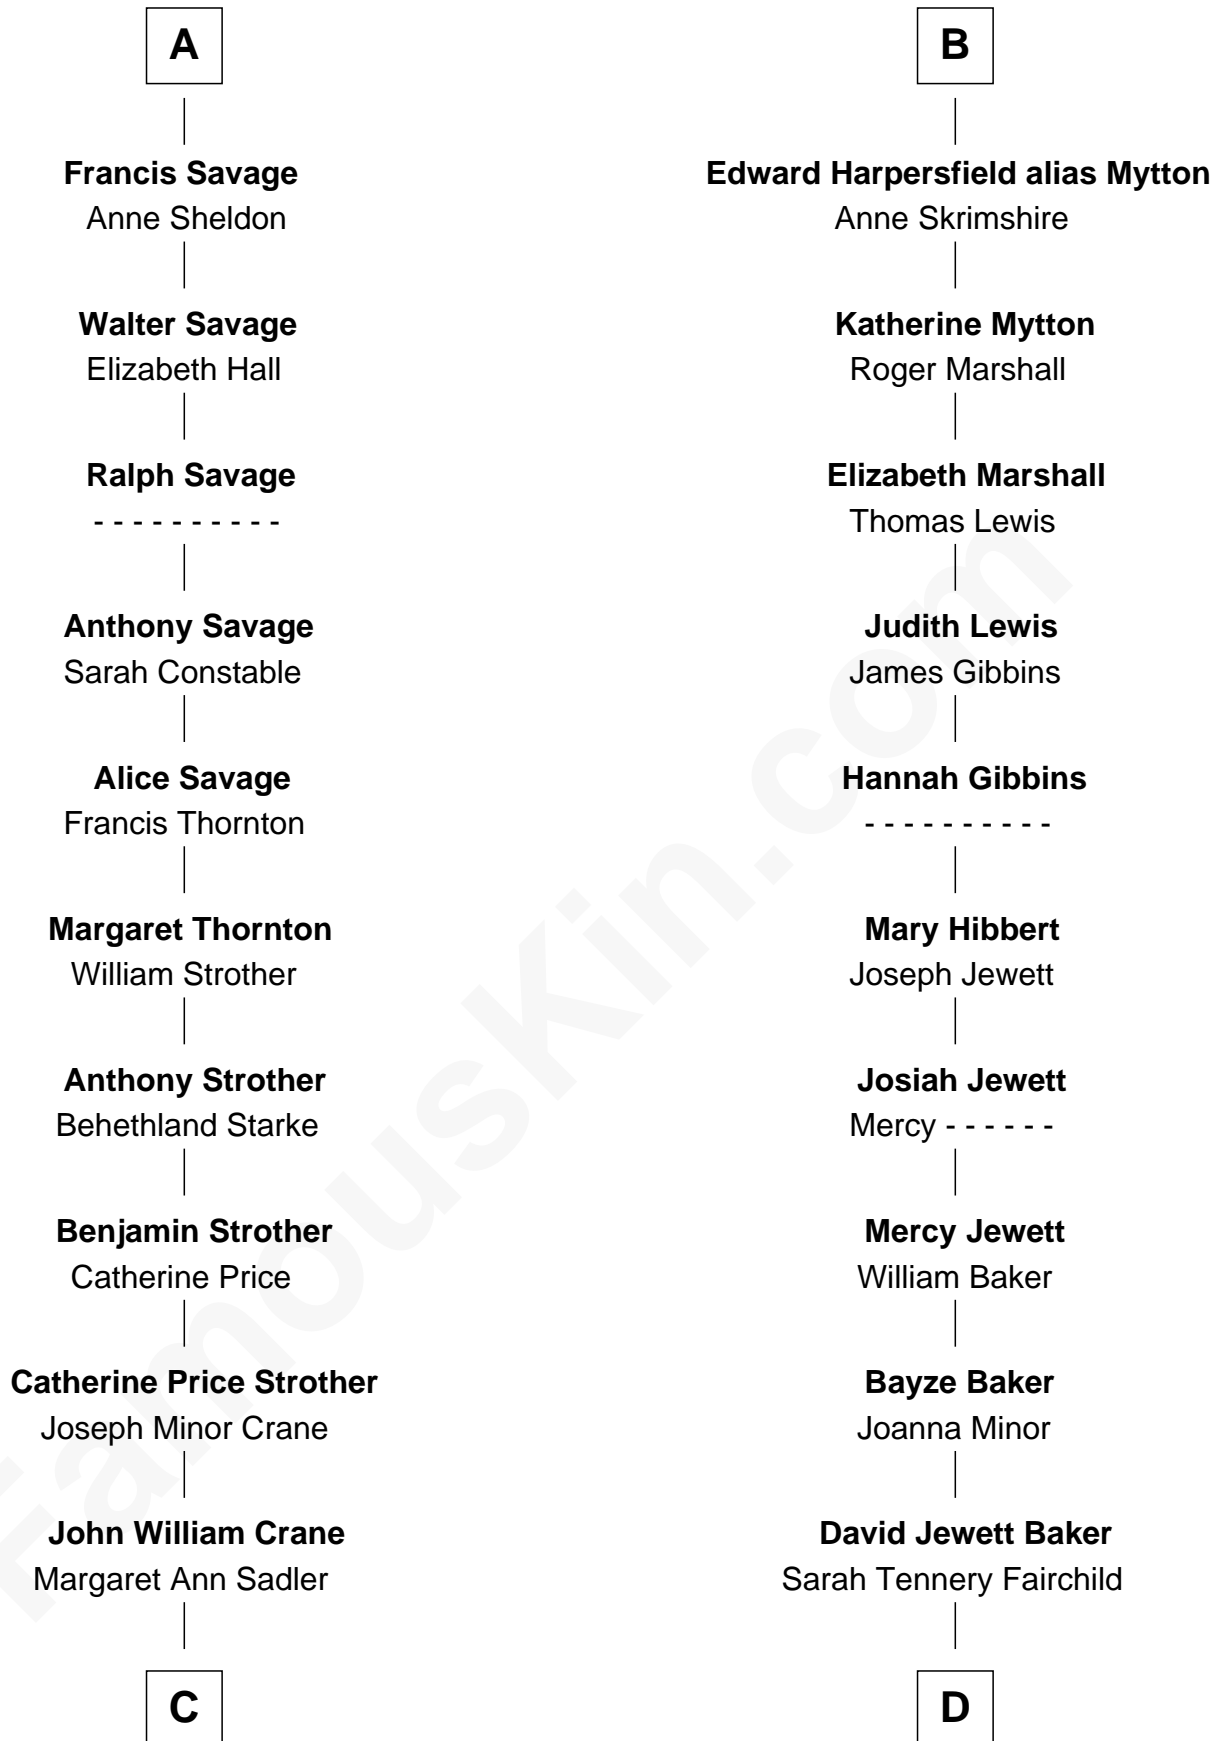 A
Francis Savage
Anne Sheldon
Walter Savage
Elizabeth Hall
Ralph Savage
- - - - - - - - - -
Anthony Savage
Sarah Constable
Alice Savage
Francis Thornton
Margaret Thornton
William Strother
Anthony Strother
Behethland Starke
Benjamin Strother
Catherine Price
Catherine Price Strother
Joseph Minor Crane
John William Crane
Margaret Ann Sadler
C
B
Edward Harpersfield alias Mytton
Anne Skrimshire
Katherine Mytton
Roger Marshall
Elizabeth Marshall
Thomas Lewis
Judith Lewis
James Gibbins
Hannah Gibbins
- - - - - - - - - -
Mary Hibbert
Joseph Jewett
Josiah Jewett
Mercy - - - - - -
Mercy Jewett
William Baker
Bayze Baker
Joanna Minor
David Jewett Baker
Sarah Tennery Fairchild
D
FamousKin.com